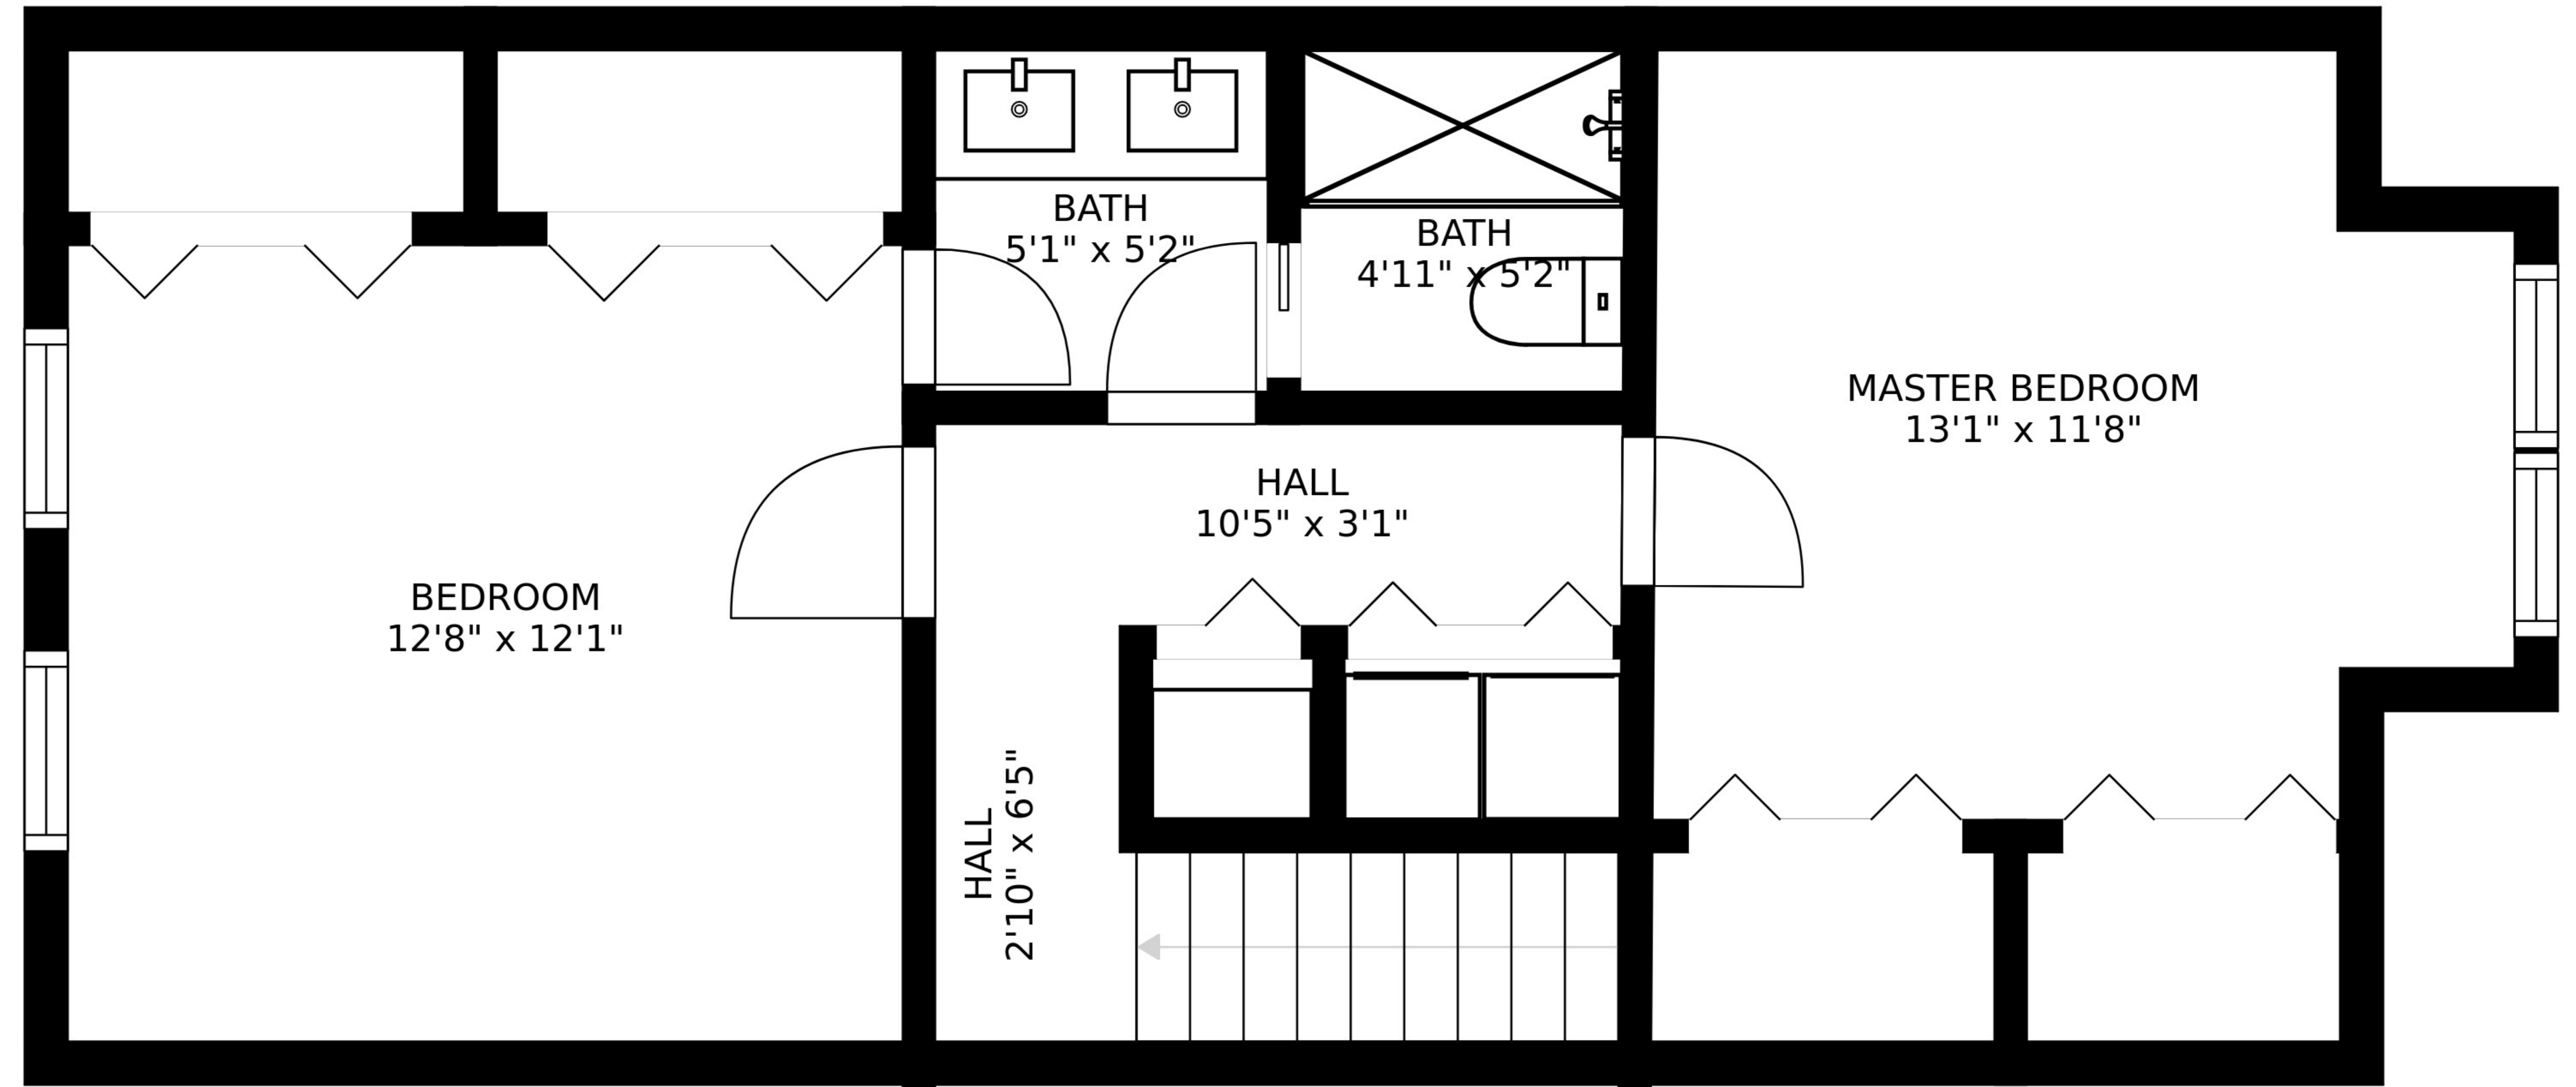 BATH
5'1" x 5'2"
BATH
4'11" x 5'2"
MASTER BEDROOM
13'1" x 11'8"
HALL
10'5" x 3'1"
BEDROOM
12'8" x 12'1"
HALL
2'10" x 6'5"